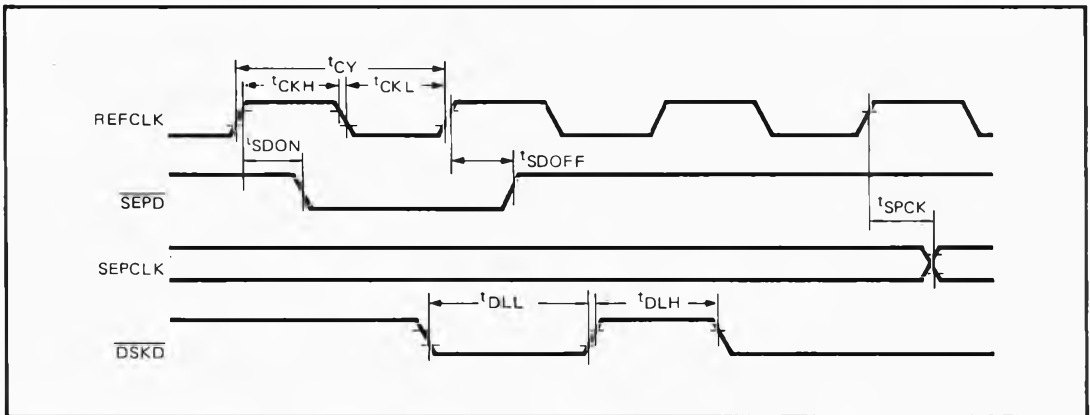 tCY
tCKH tCKL
REFCLK
tSDON
tSDOFF
SEPD
tSPCK
SEPCLK
tDLL tDLH
DSKD